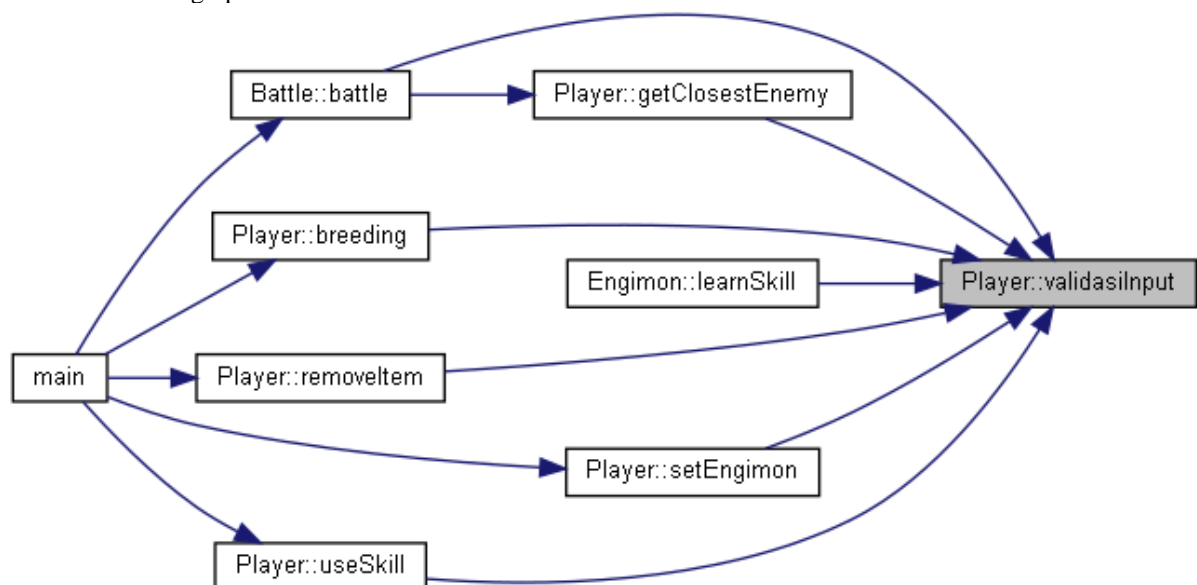 Battle::battle
Player::getClosestEnemy
Player::breeding
Engimon::learnSkill
Player::validasiInput
main
Player::removeItem
Player::setEngimon
Player::useSkill